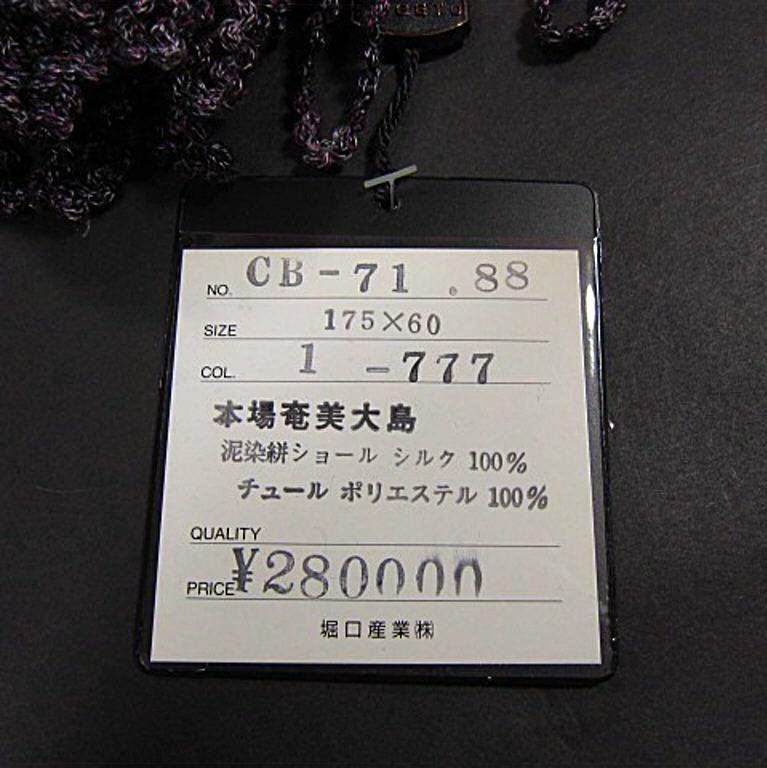 NO. CB-71 .88
SIZE 175×60
COL. 1 -777
本場奄美大島
泥染絣ショール シルク 100%
チュール ポリエステル 100%
QUALITY
PRICE ¥280000
堀口産業㈱